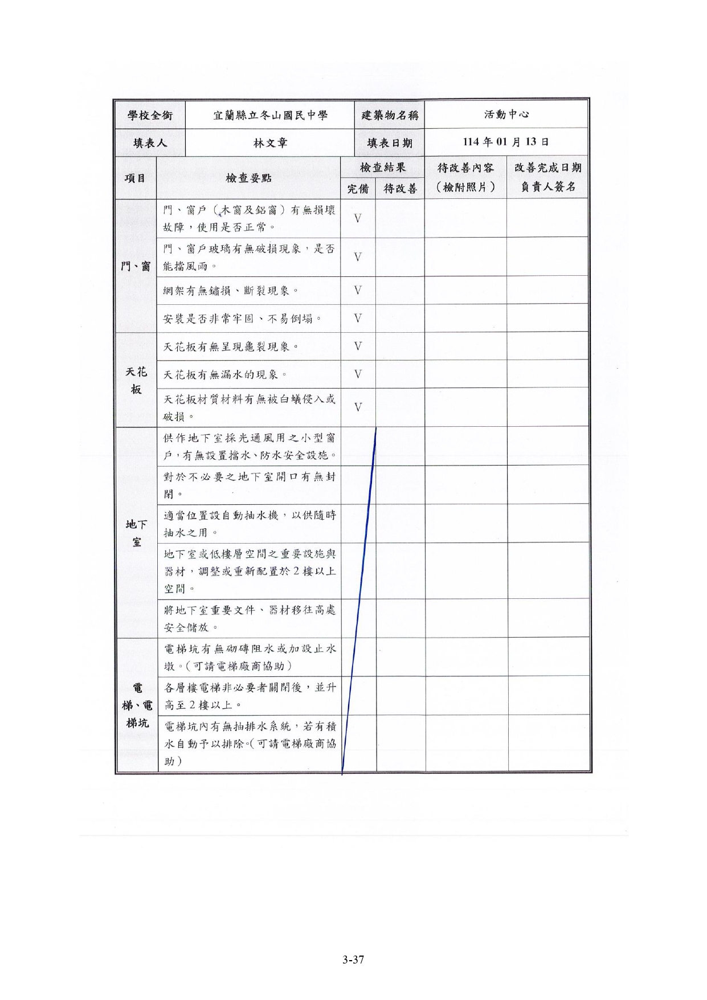 學校全銜 宜蘭縣立冬山國民中學 建築物名稱 活動中心
填表人 林文章 填表日期 114 年 01 月 13 日
項目 檢查要點 檢查結果 待改善內容 改善完成日期
完備 待改善 （檢附照片） 負責人簽名
門、窗
門、窗戶（木窗及鋁窗）有無損壞 V
故障，使用是否正常。
門、窗戶玻璃有無破損現象，是否 V
能擋風雨。
網架有無鏽損、斷裂現象。 V
安裝是否非常牢固、不易倒塌。 V
天花
板
天花板有無呈現龜裂現象。 V
天花板有無漏水的現象。 V
天花板材質材料有無被白蟻侵入或 V
破損。
地下
室
供作地下室採光通風用之小型窗
戶，有無設置擋水、防水安全設施。
對於不必要之地下室開口有無封
閉。
適當位置設自動抽水機，以供隨時
抽水之用。
地下室或低樓層空間之重要設施與
器材，調整或重新配置於 2 樓以上
空間。
將地下室重要文件、器材移往高處
安全儲放。
電
梯、電
梯坑
電梯坑有無砌磚阻水或加設止水
墩。（可請電梯廠商協助）
各層樓電梯非必要者關閉後，並升
高至 2 樓以上。
電梯坑內有無抽排水系統，若有積
水自動予以排除。（可請電梯廠商協
助）
3-37